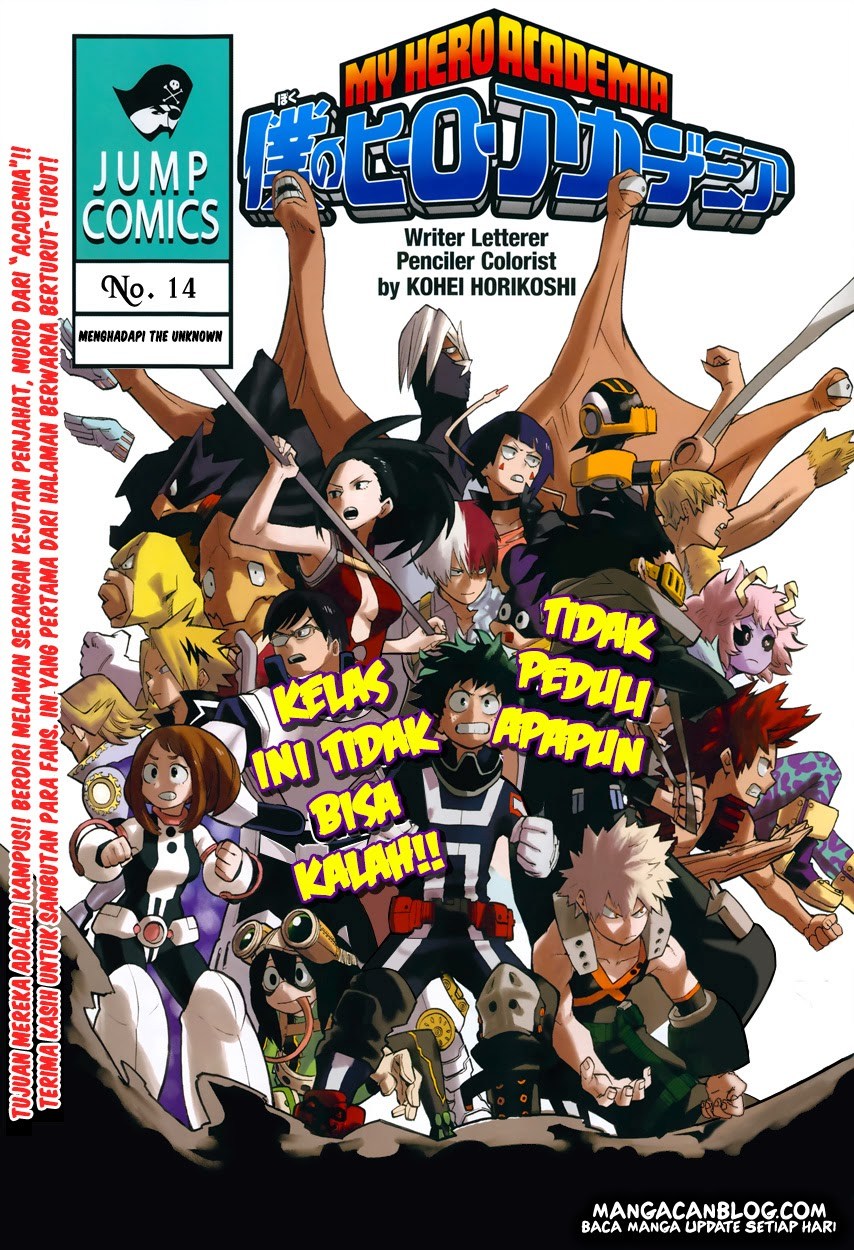 MY HERO ACADEMIA
ぼく
僕のヒーローアカデミア
JUMP
COMICS
No. 14
MENGHADAPI THE UNKNOWN
Writer Letterer
Penciler Colorist
by KOHEI HORIKOSHI
TUJUAN MEREKA ADALAH KAMPUS!! BERDIRI MELAWAN SERANGAN KEJUTAN PENJAHAT, MURID DARI "ACADEMIA"!!
TERIMA KASIH UNTUK SAMBUTAN PARA FANS, INI YANG PERTAMA DARI HALAMAN BERWARNA BERTURUT-TURUT!
TIDAK
PEDULI
APAPUN
KELAS
INI TIDAK
BISA
KALAH!!
MANGACANBLOG.COM
BACA MANGA UPDATE SETIAP HARI